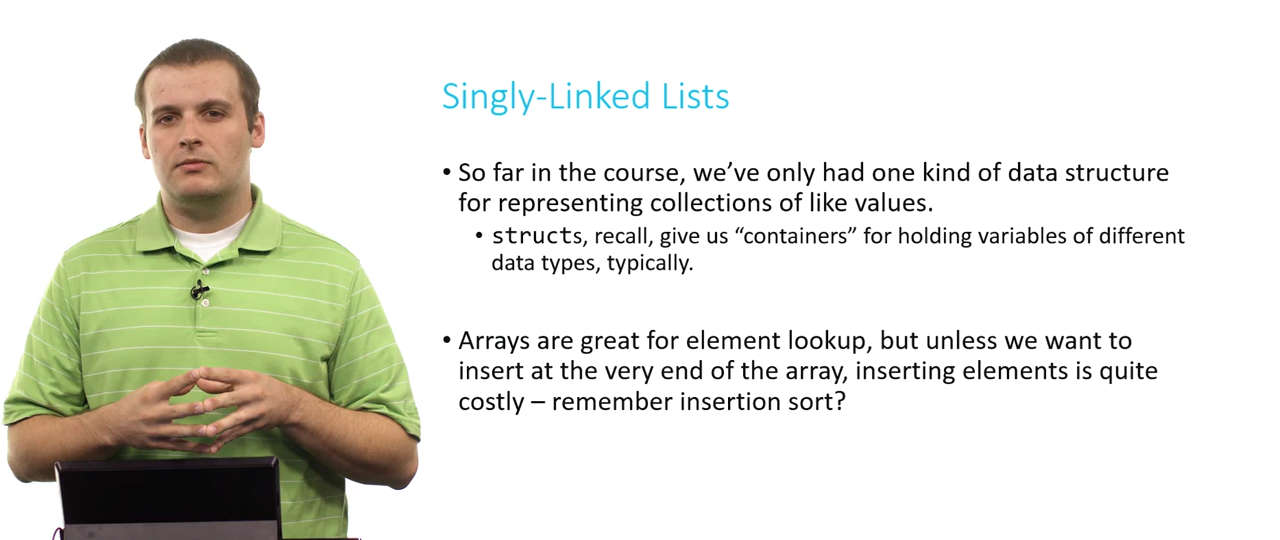 Singly-Linked Lists
• So far in the course, we’ve only had one kind of data structure
for representing collections of like values.
• structs, recall, give us “containers” for holding variables of different
data types, typically.
• Arrays are great for element lookup, but unless we want to
insert at the very end of the array, inserting elements is quite
costly – remember insertion sort?